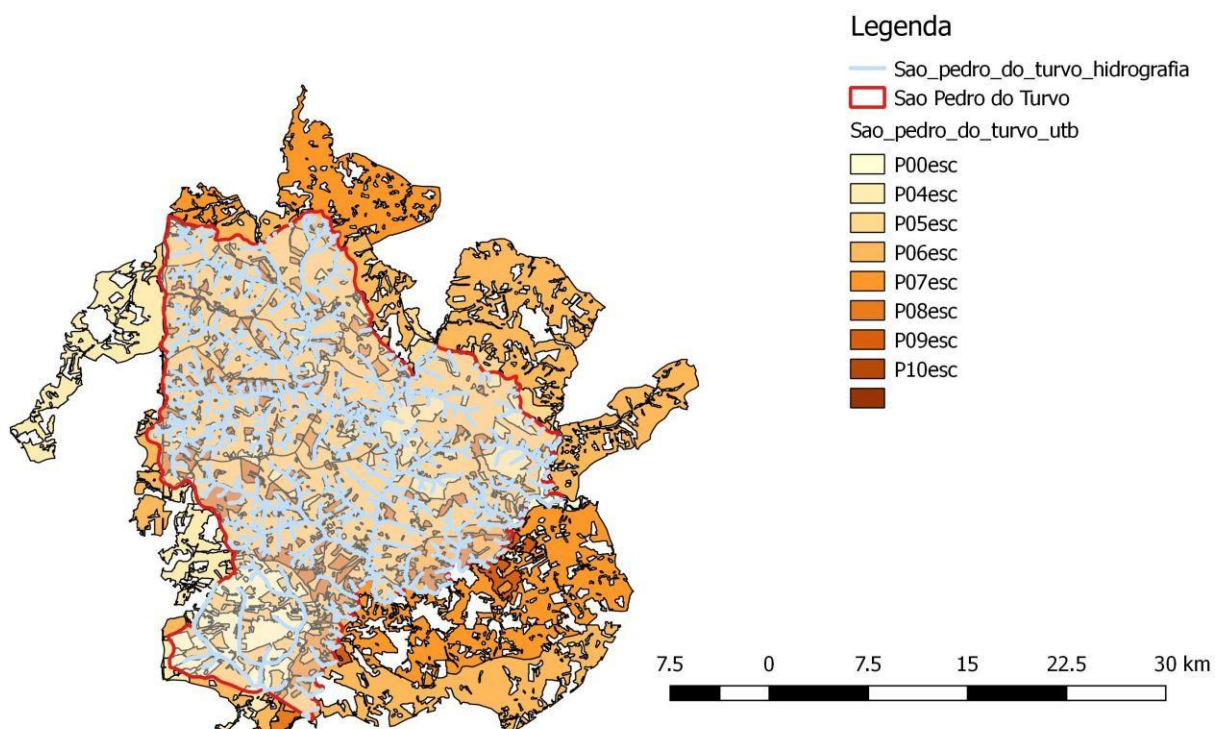 Legenda
Sao_pedro_do_turvo_hidrografia
Sao Pedro do Turvo
Sao_pedro_do_turvo_utb
P00esc
P04esc
P05esc
P06esc
P07esc
P08esc
P09esc
P10esc
7.5 0 7.5 15 22.5 30 km